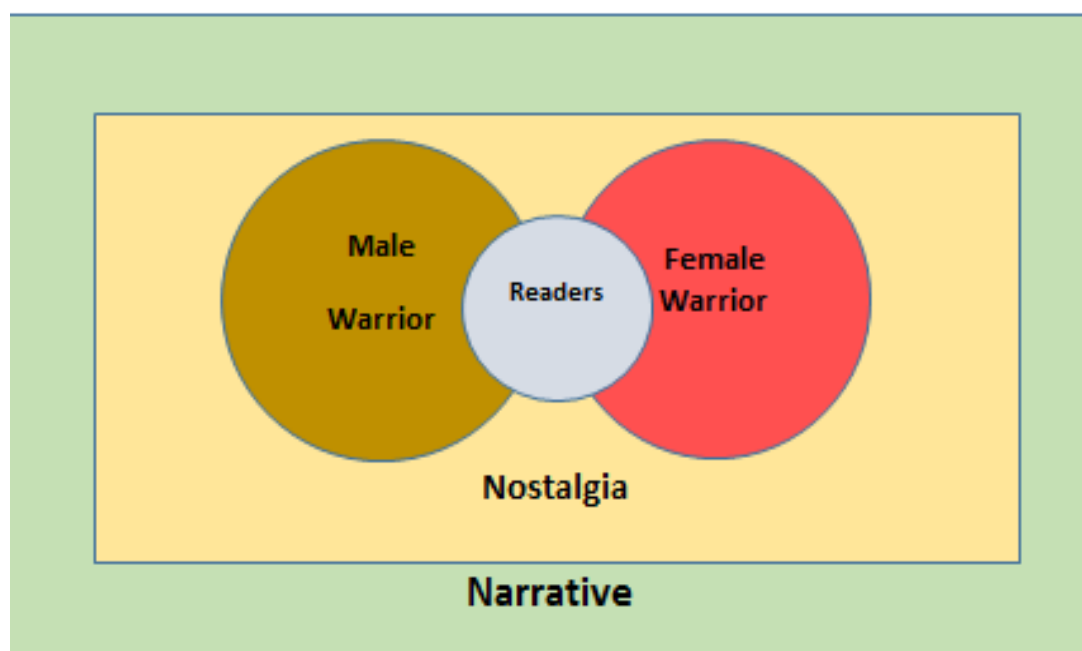 Male
Warrior
Readers
Female
Warrior
Nostalgia
Narrative